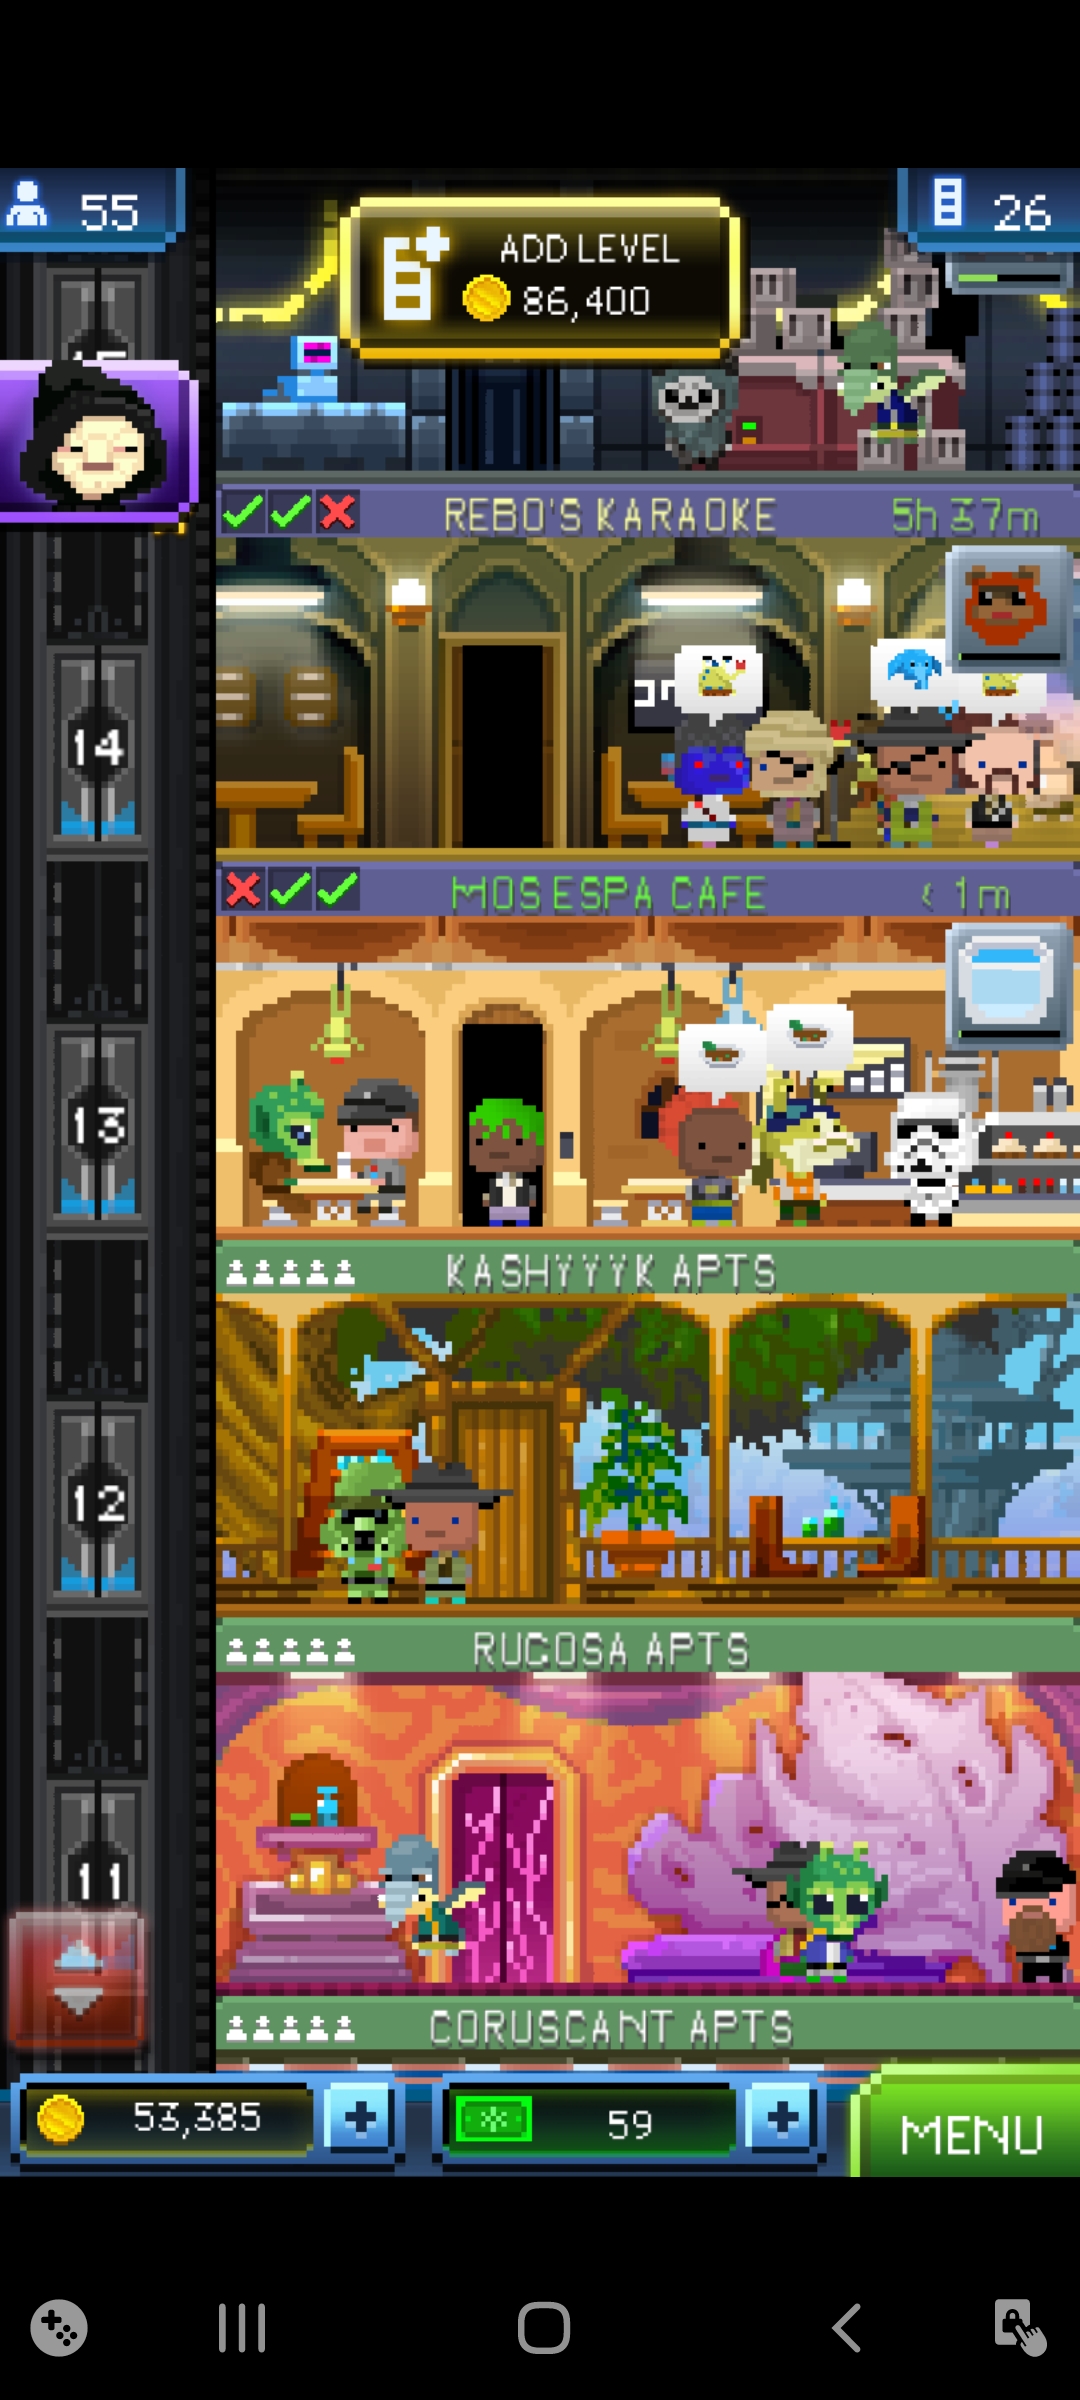 55
ADD LEVEL
86,400
26
REBO'S KARAOKE 5h 37m
14
MOS ESPA CAFE < 1m
13
KASHYYYK APTS
12
RUGOSA APTS
11
CORUSCANT APTS
53,385 + 59 + MENU